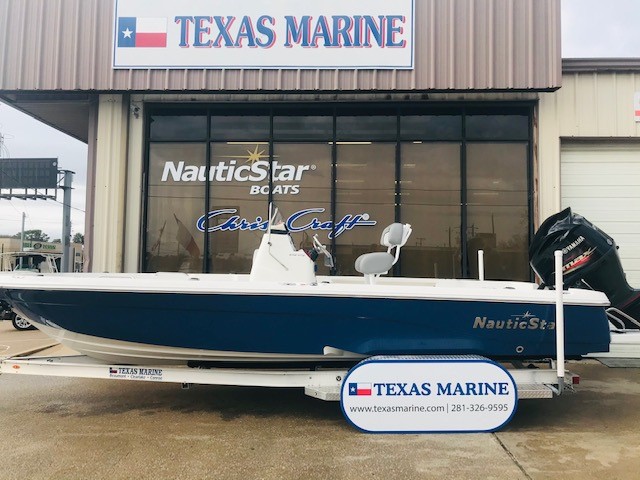 TEXAS MARINE
NauticStar®
BOATS
Chris Craft
YAMAHA
NauticStar
TEXAS MARINE
TEXAS MARINE
www.texasmarine.com | 281-326-9595